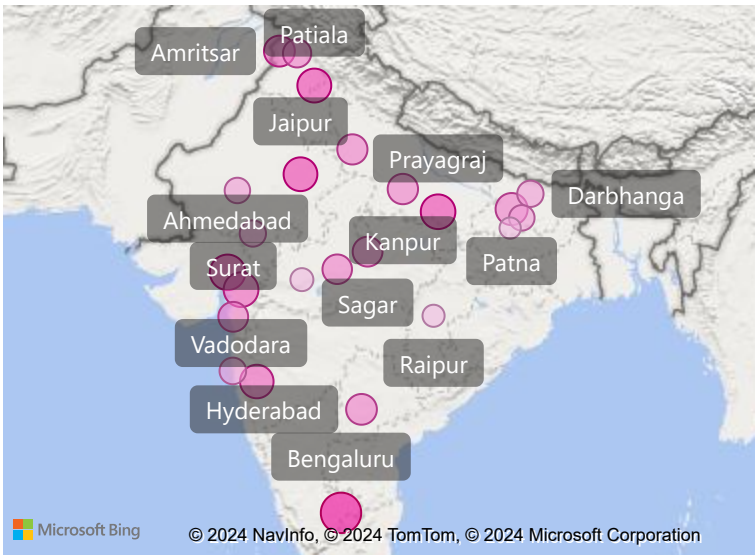 Patiala
Amritsar
Jaipur
Prayagraj
Darbhanga
Ahmedabad
Kanpur
Patna
Surat
Sagar
Vadodara
Raipur
Hyderabad
Bengaluru
Microsoft Bing
© 2024 NavInfo, © 2024 TomTom, © 2024 Microsoft Corporation